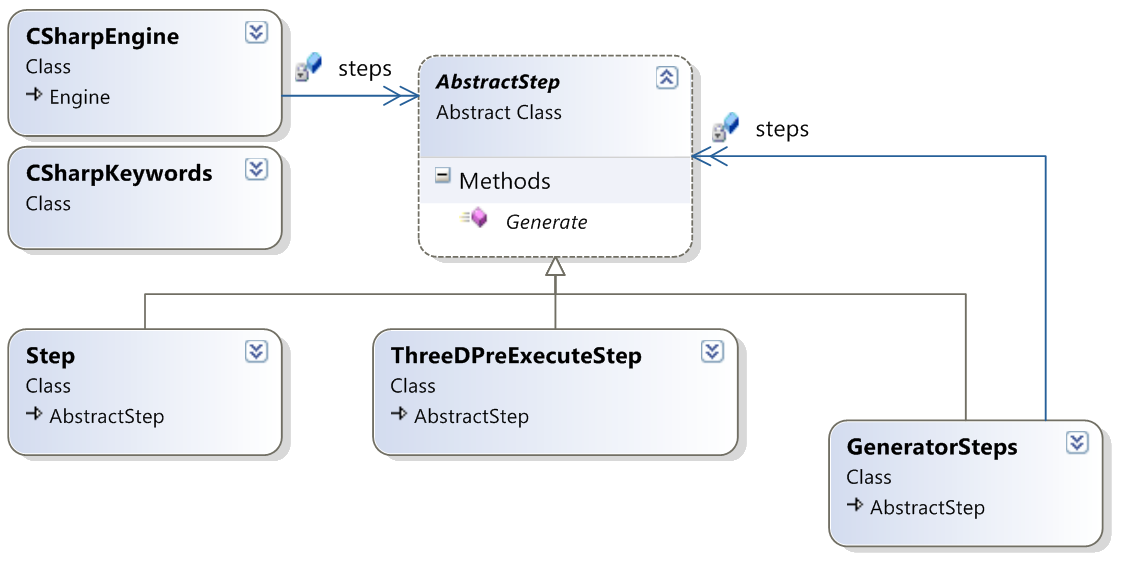 CSharpEngine
Class
Engine
steps
AbstractStep
Abstract Class
Methods
Generate
steps
CSharpKeywords
Class
Step
Class
AbstractStep
ThreeDPreExecuteStep
Class
AbstractStep
GeneratorSteps
Class
AbstractStep